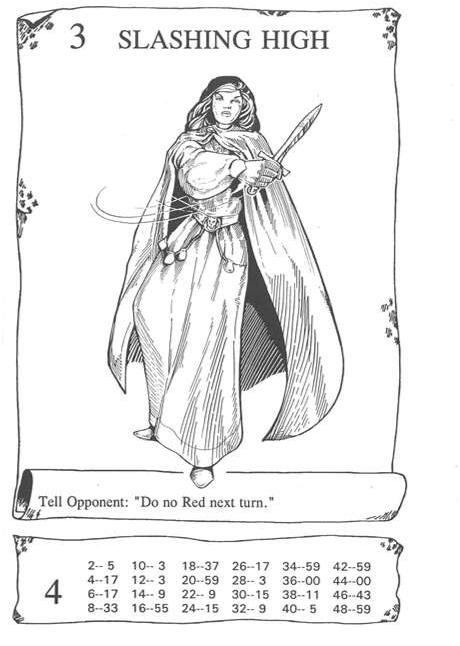 3 SLASHING HIGH
Tell Opponent: "Do no Red next turn."
4
2-- 5 10-- 3 18--37 26--17 34--59 42--59
4--17 12-- 3 20--59 28-- 3 36--00 44--00
6--17 14-- 9 22-- 9 30--15 38--11 46--43
8--33 16--55 24--15 32-- 9 40-- 5 48--59